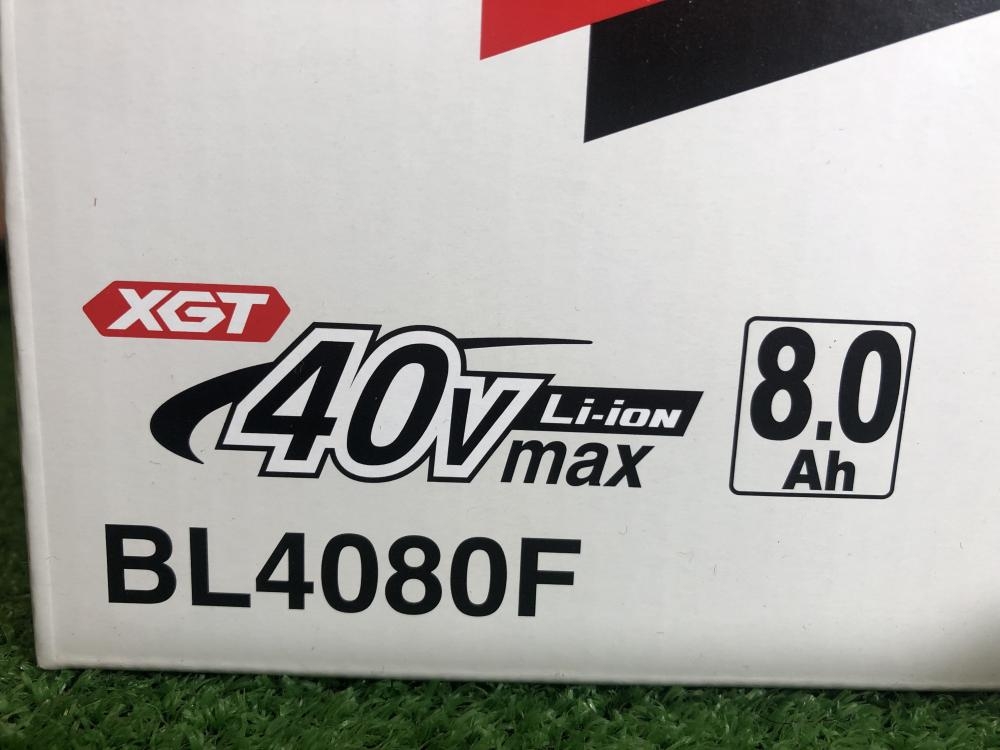 XGT
40v Li-ion
max
8.0
Ah
BL4080F